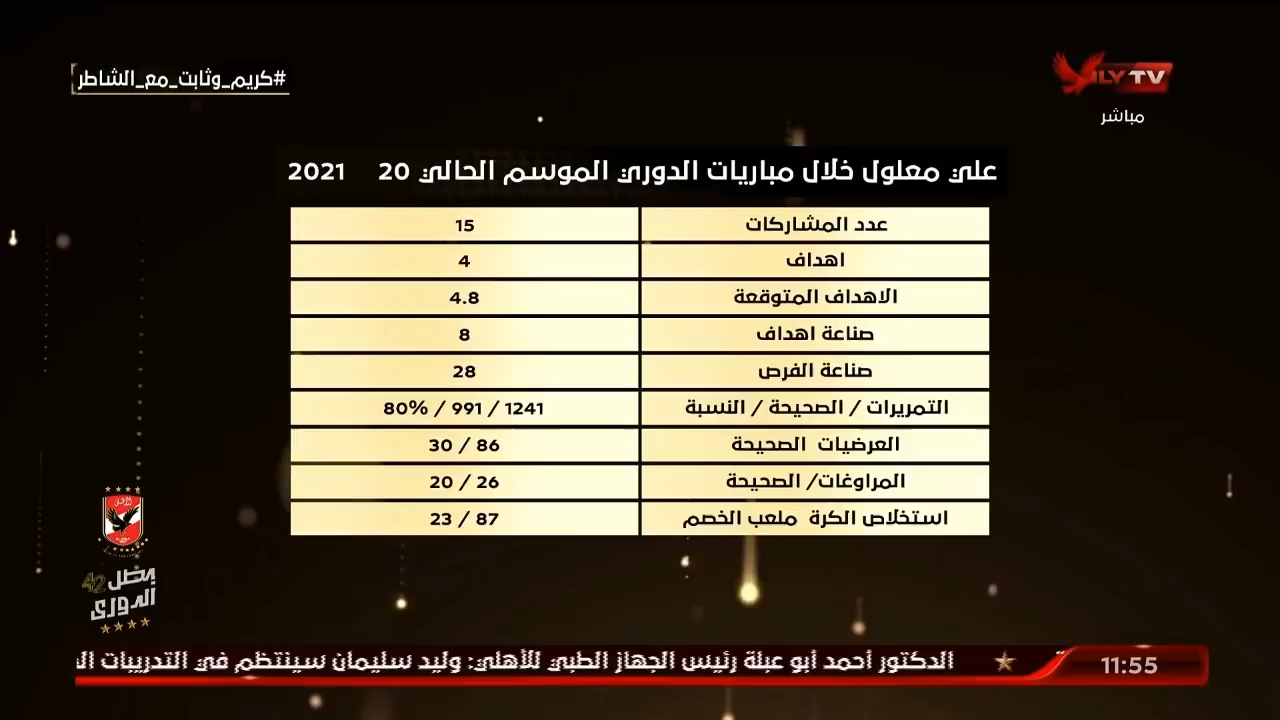 #كريم_وثابت_مع_الشاطر
LY TV
مباشر
علي معلول خلال مباريات الدوري الموسم الحالي 20 2021
عدد المشاركات 15
اهداف 4
الاهداف المتوقعة 4.8
صناعة اهداف 8
صناعة الفرص 28
التمريرات / الصحيحة / النسبة 1241 / 991 / 80%
العرضيات الصحيحة 86 / 30
المراوغات/ الصحيحة 26 / 20
استخلاص الكرة ملعب الخصم 87 / 23
بطل 42
الدورى
الدكتور أحمد أبو عبلة رئيس الجهاز الطبي للأهلي: وليد سليمان سينتظم في التدريبات
11:55